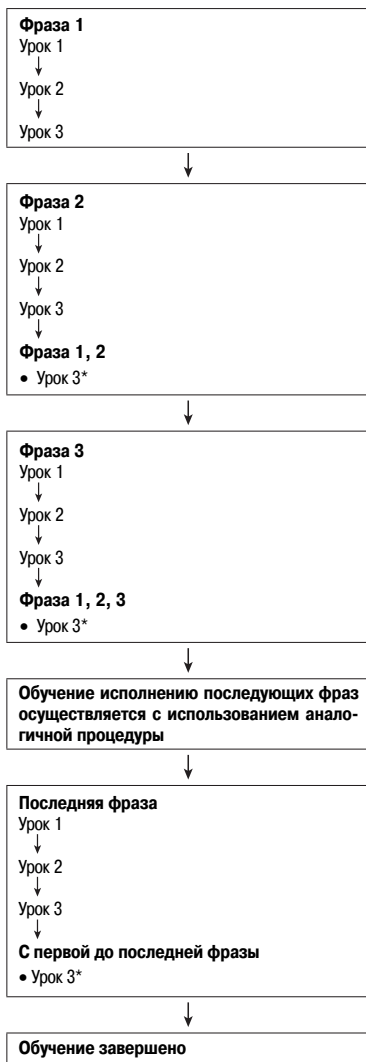 Фраза 1
Урок 1
Урок 2
Урок 3
Фраза 2
Урок 1
Урок 2
Урок 3
Фраза 1, 2
• Урок 3*
Фраза 3
Урок 1
Урок 2
Урок 3
Фраза 1, 2, 3
• Урок 3*
Обучение исполнению последующих фраз
осуществляется с использованием анало-
гичной процедуры
Последняя фраза
Урок 1
Урок 2
Урок 3
С первой до последней фразы
• Урок 3*
Обучение завершено